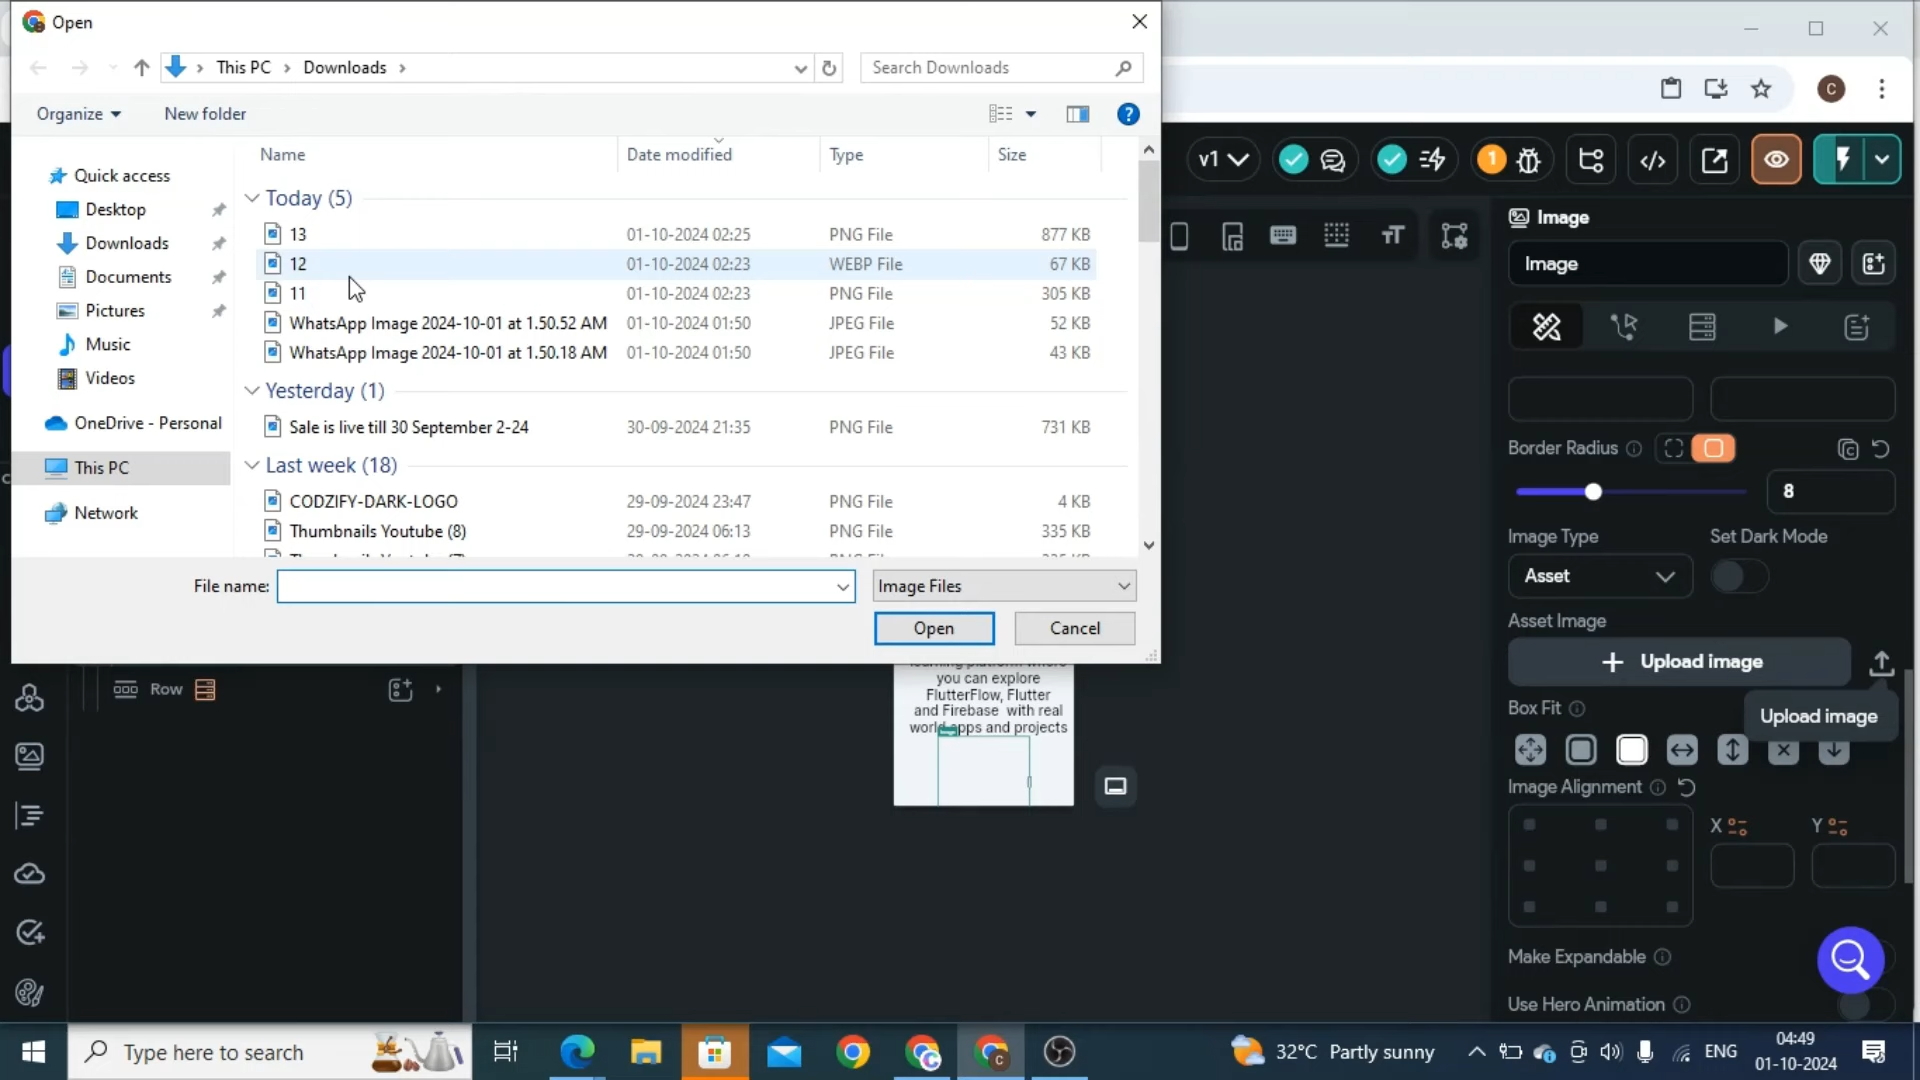 Open
This PC
Downloads
Search Downloads
Organize
New folder
?
Name
Date modified
Type
Size
Quick access
Desktop
Downloads
Documents
Pictures
Music
Videos
OneDrive - Personal
This PC
Network
Today (5)
13 01-10-2024 02:25 PNG File 877 KB
12 01-10-2024 02:23 WEBP File 67 KB
11 01-10-2024 02:23 PNG File 305 KB
WhatsApp Image 2024-10-01 at 1.50.52 AM 01-10-2024 01:50 JPEG File 52 KB
WhatsApp Image 2024-10-01 at 1.50.18 AM 01-10-2024 01:50 JPEG File 43 KB
Yesterday (1)
Sale is live till 30 September 2-24 30-09-2024 21:35 PNG File 731 KB
Last week (18)
CODZIFY-DARK-LOGO 29-09-2024 23:47 PNG File 4 KB
Thumbnails Youtube (8) 29-09-2024 06:13 PNG File 335 KB
File name:
Image Files
Open
Cancel
C
v1
1
Row
you can explore
FlutterFlow, Flutter
and Firebase with real
world apps and projects
Image
Image
Border Radius
8
Image Type
Set Dark Mode
Asset
Asset Image
Upload image
Box Fit
Upload image
Image Alignment
X
Y
Make Expandable
Use Hero Animation
Type here to search
32°C Partly sunny
ENG
04:49
01-10-2024